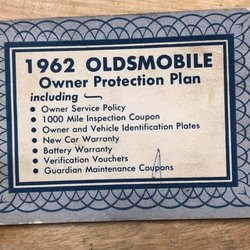 1962 OLDSMOBILE
Owner Protection Plan
including
• Owner Service Policy
• 1000 Mile Inspection Coupon
• Owner and Vehicle Identification Plates
• New Car Warranty
• Battery Warranty
• Verification Vouchers
• Guardian Maintenance Coupons